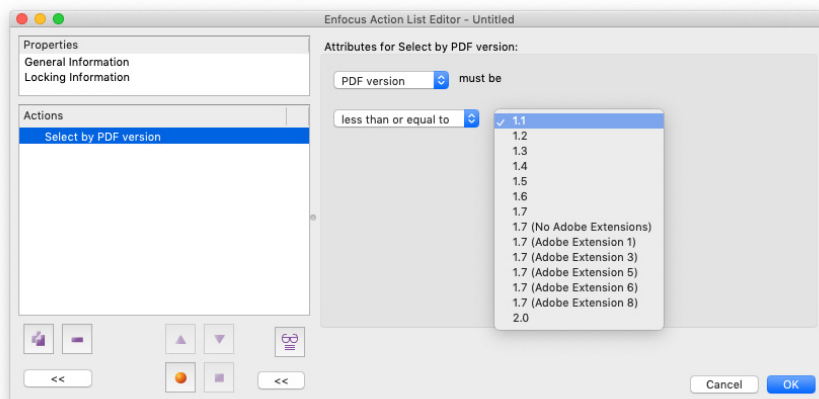 Enfocus Action List Editor - Untitled
Properties
General Information
Locking Information
Actions
Select by PDF version
<<
<<
Attributes for Select by PDF version:
PDF version must be
less than or equal to
1.1
1.2
1.3
1.4
1.5
1.6
1.7
1.7 (No Adobe Extensions)
1.7 (Adobe Extension 1)
1.7 (Adobe Extension 3)
1.7 (Adobe Extension 5)
1.7 (Adobe Extension 6)
1.7 (Adobe Extension 8)
2.0
Cancel OK